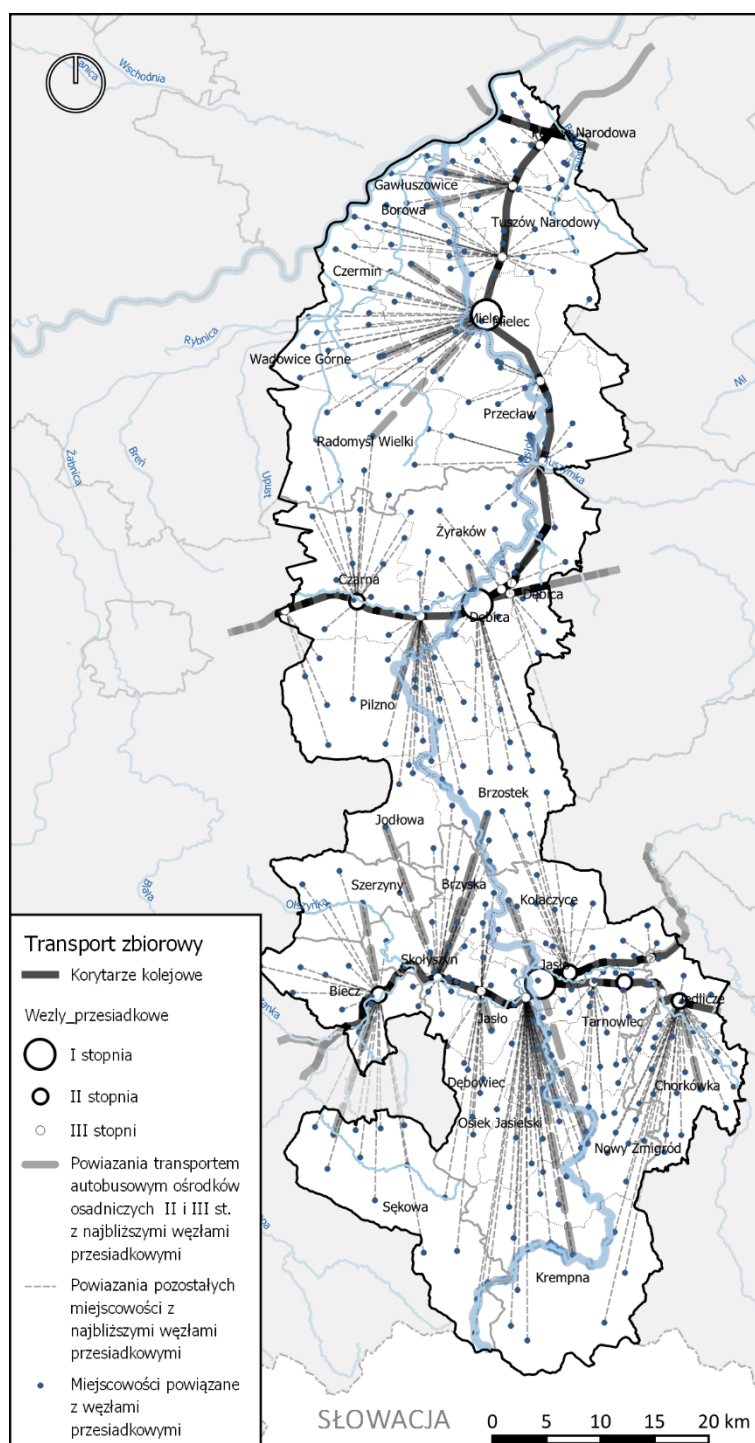 Wschodnia
Narodowa
Gawłuszowice
Borowa
Tuszów Narodowy
Czermin
Mielec
Mielec
Rybnica
Wadowice Górne
Przecław
Radomyśl Wielki
Żabnica
Breń
Upust
Żyraków
Czarna
Dębica
Dębica
Pilzno
Brzostek
Jodłowa
Szerzyny
Brzyska
Kołaczyce
Olszynka
Biała
Skołyszyn
Jasło
Biecz
Jasło
Jedlicze
Tarnowiec
Dębowiec
Chorkówka
Osiek Jasielski
Nowy Żmigród
Sękowa
Krempna
Transport zbiorowy
Korytarze kolejowe
Wezly_przesiadkowe
I stopnia
II stopnia
III stopni
Powiazania transportem
autobusowym ośrodków
osadniczych II i III st.
z najbliższymi węzłami
przesiadkowymi
Powiazania pozostałych
miejscowości z
najbliższymi węzłami
przesiadkowymi
Miejscowości powiązane
z węzłami
przesiadkowymi
SŁOWACJA
0 5 10 15 20 km